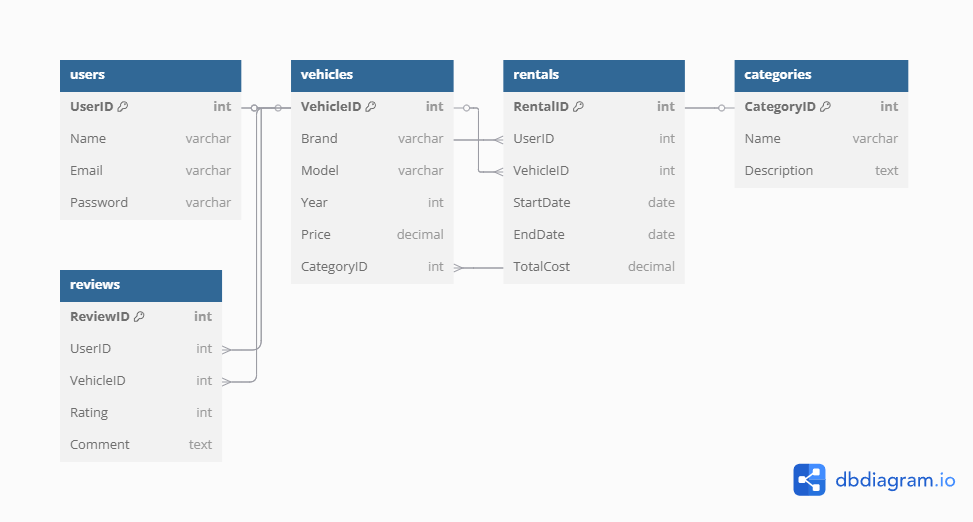 users
UserID int
Name varchar
Email varchar
Password varchar
vehicles
VehicleID int
Brand varchar
Model varchar
Year int
Price decimal
CategoryID int
rentals
RentalID int
UserID int
VehicleID int
StartDate date
EndDate date
TotalCost decimal
categories
CategoryID int
Name varchar
Description text
reviews
ReviewID int
UserID int
VehicleID int
Rating int
Comment text
dbdiagram.io